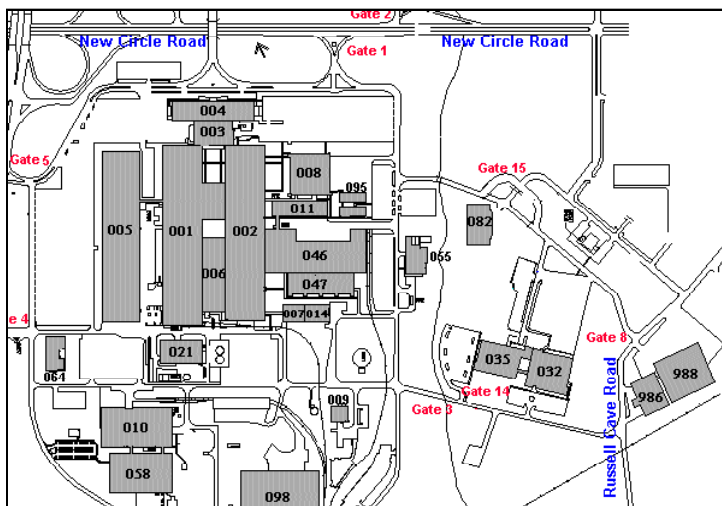 Gate 2
New Circle Road
New Circle Road
Gate 1
004
003
Gate 5
008
Gate 15
095
005
001
002
011
082
046
055
006
047
e 4
007
014
Gate 8
021
035
032
064
988
986
009
Gate 14
Gate 3
Russell Cave Road
010
058
098